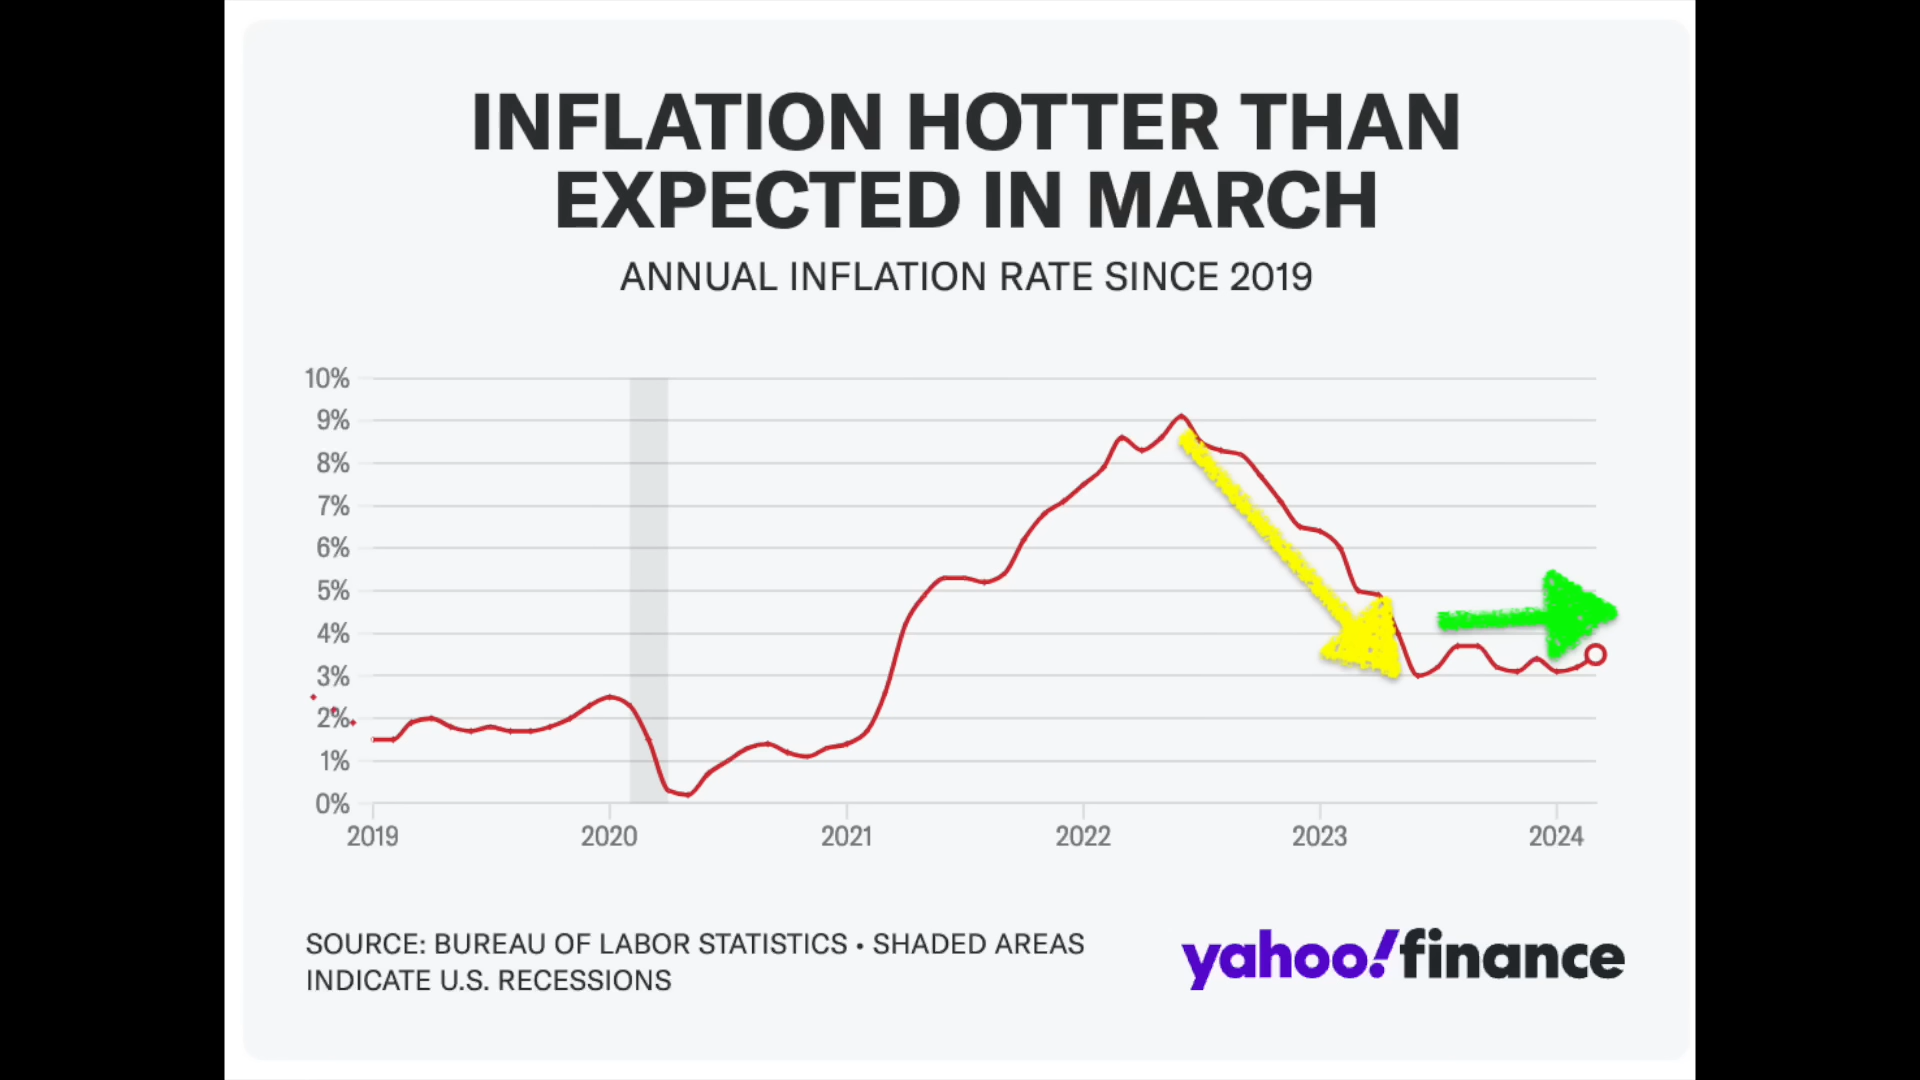 INFLATION HOTTER THAN
EXPECTED IN MARCH
ANNUAL INFLATION RATE SINCE 2019
10%
9%
8%
7%
6%
5%
4%
3%
2%
1%
0%
2019 2020 2021 2022 2023 2024
SOURCE: BUREAU OF LABOR STATISTICS • SHADED AREAS
INDICATE U.S. RECESSIONS
yahoo!finance